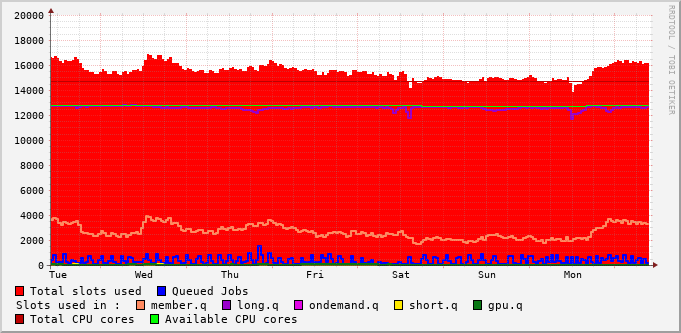 RRDTOOL / TOBI OETIKER
20000
18000
16000
14000
12000
10000
8000
6000
4000
2000
0
Tue Wed Thu Fri Sat Sun Mon
Total slots used Queued Jobs
Slots used in : member.q long.q ondemand.q short.q gpu.q
Total CPU cores Available CPU cores